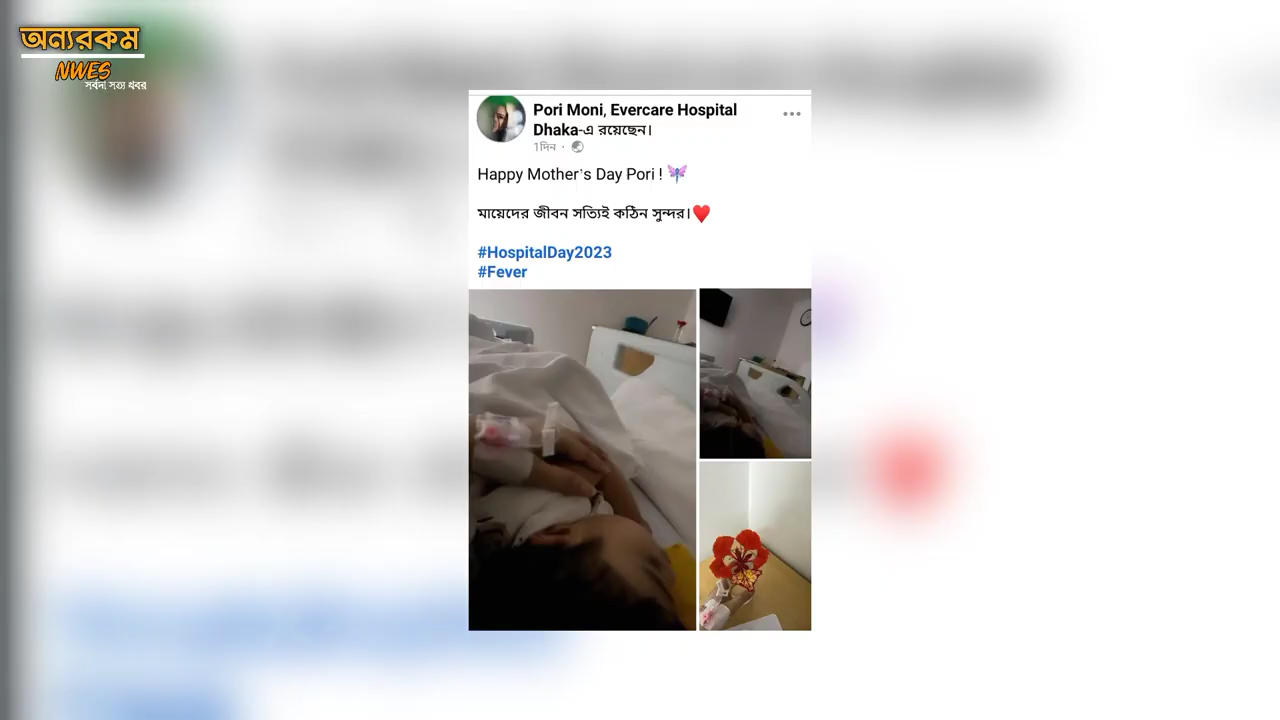 অন্যরকম
NWES
সর্বদা সত্য খবর
Pori Moni, Evercare Hospital
Dhaka-এ রয়েছেন।
1দিন ·
Happy Mother's Day Pori !
মায়েদের জীবন সত্যিই কঠিন সুন্দর।
#HospitalDay2023
#Fever